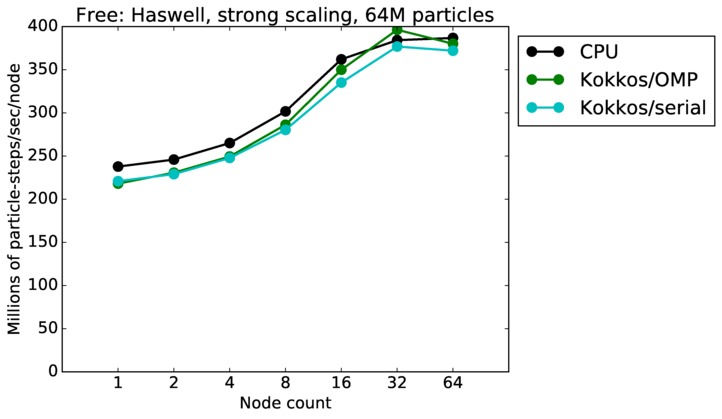 Free: Haswell, strong scaling, 64M particles
400
350
300
250
200
150
100
50
0
Millions of particle-steps/sec/node
1 2 4 8 16 32 64
Node count
CPU
Kokkos/OMP
Kokkos/serial